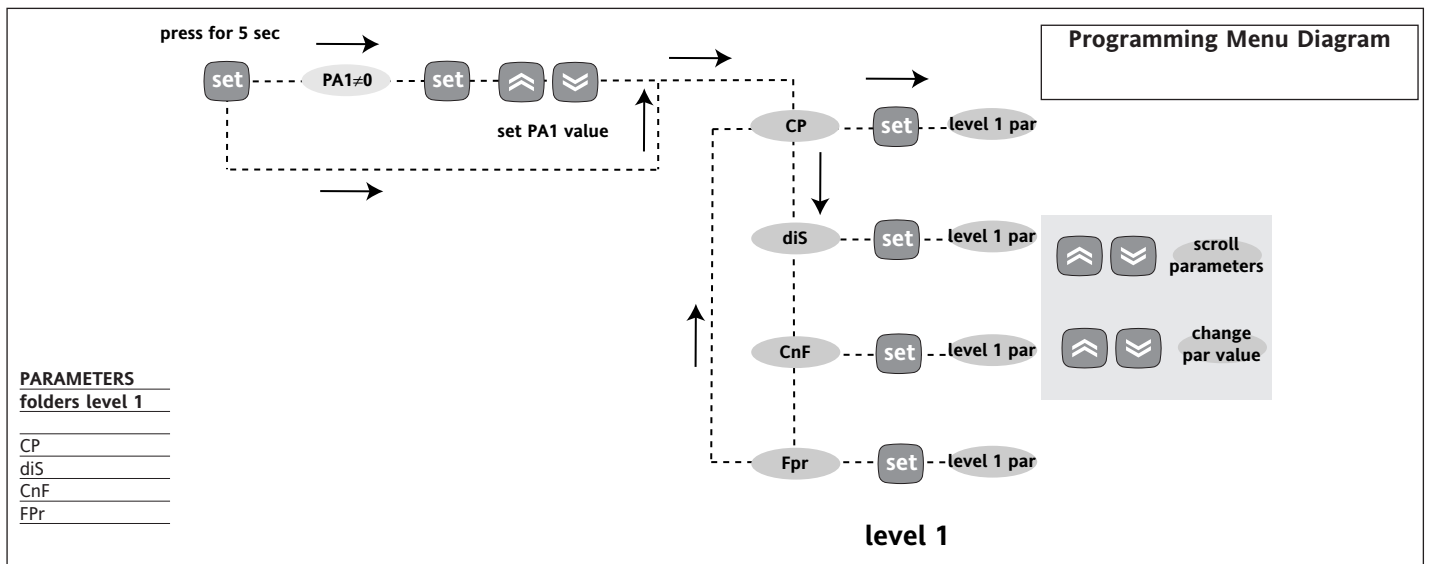 press for 5 sec
Programming Menu Diagram
set
PA1≠0
set
set PA1 value
CP
set
level 1 par
diS
set
level 1 par
scroll
parameters
CnF
set
level 1 par
change
par value
Fpr
set
level 1 par
level 1
PARAMETERS
folders level 1
CP
diS
CnF
FPr